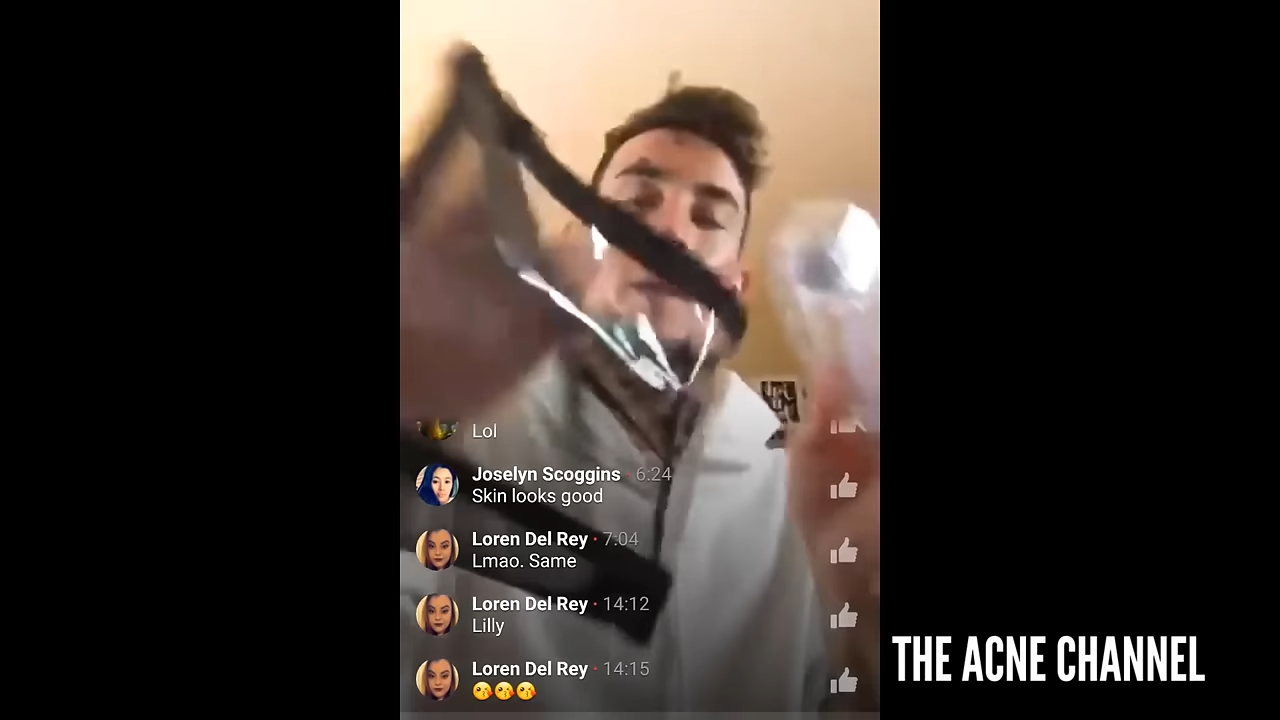 Lol
Joselyn Scoggins · 6:24
Skin looks good
Loren Del Rey · 7:04
Lmao. Same
Loren Del Rey · 14:12
Lilly
Loren Del Rey · 14:15
😘😘😘
THE ACNE CHANNEL